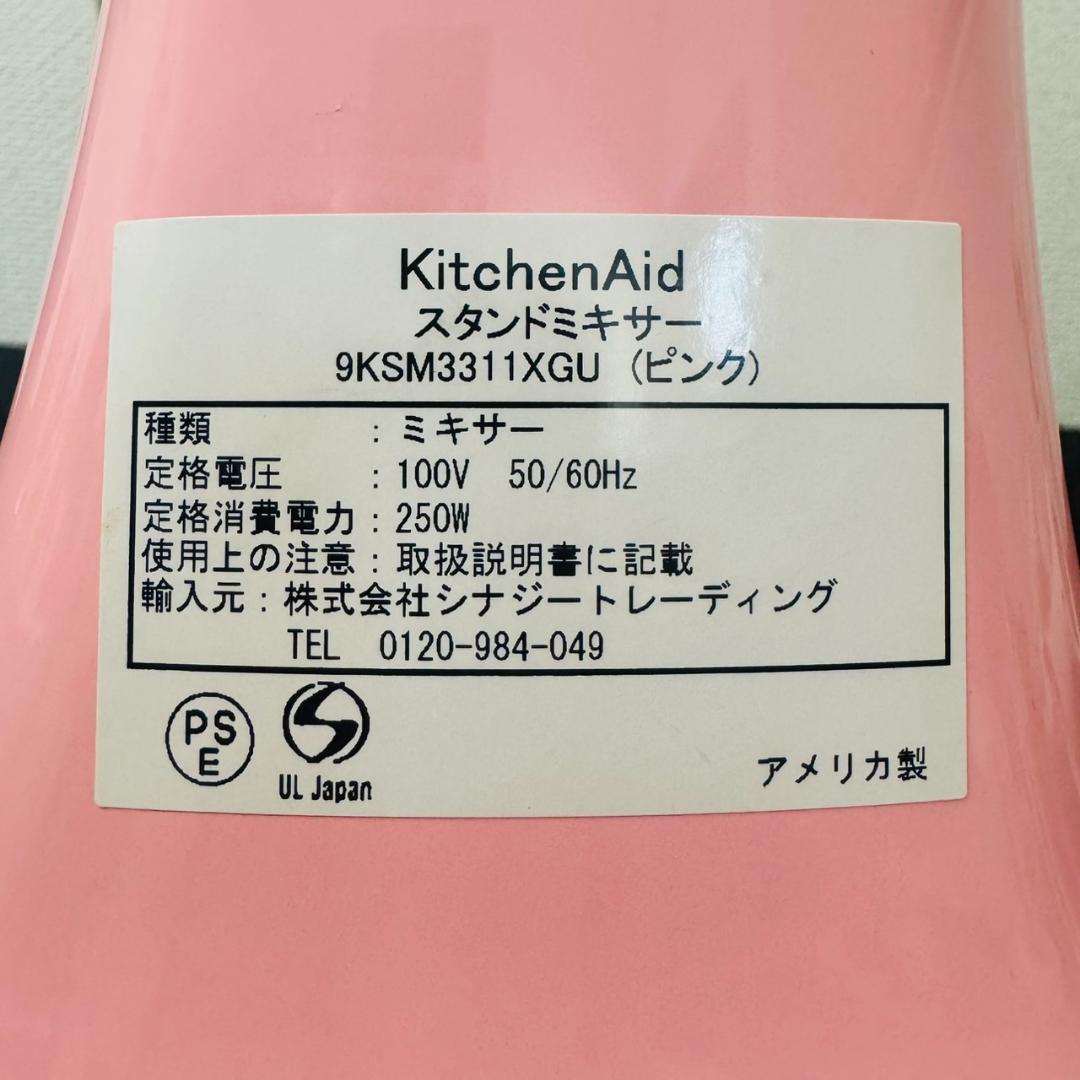 KitchenAid
スタンドミキサー
9KSM3311XGU (ピンク)
種類 : ミキサー
定格電圧 : 100V 50/60Hz
定格消費電力 : 250W
使用上の注意 : 取扱説明書に記載
輸入元 : 株式会社シナジートレーディング
TEL 0120-984-049
PS
E
UL Japan
アメリカ製